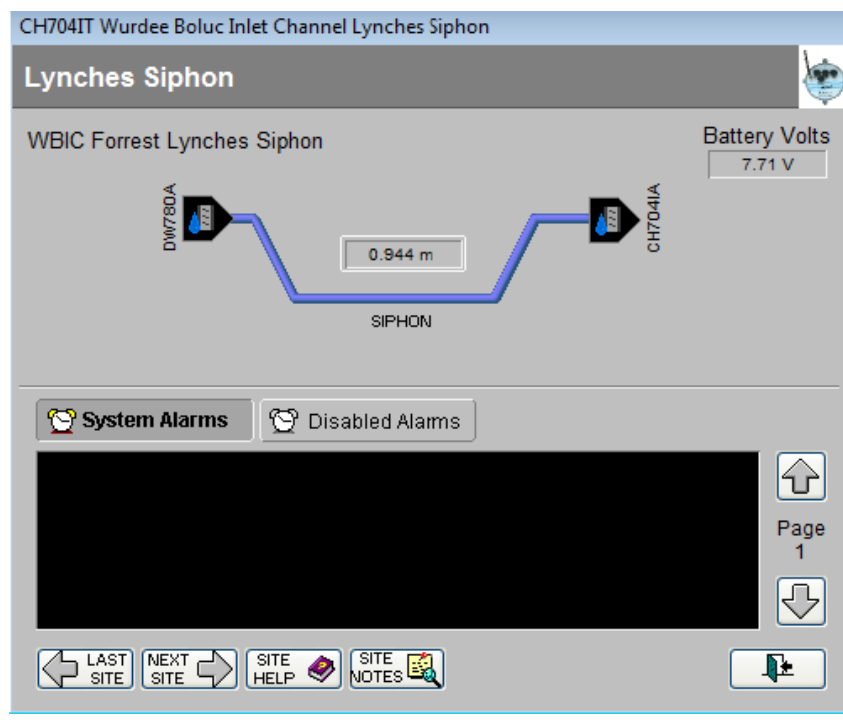 CH704IT Wurdee Boluc Inlet Channel Lynches Siphon
Lynches Siphon
WBIC Forrest Lynches Siphon
Battery Volts
7.71 V
DW780A
0.944 m
CH704IA
SIPHON
System Alarms
Disabled Alarms
Page
1
LAST
SITE
NEXT
SITE
SITE
HELP
SITE
NOTES